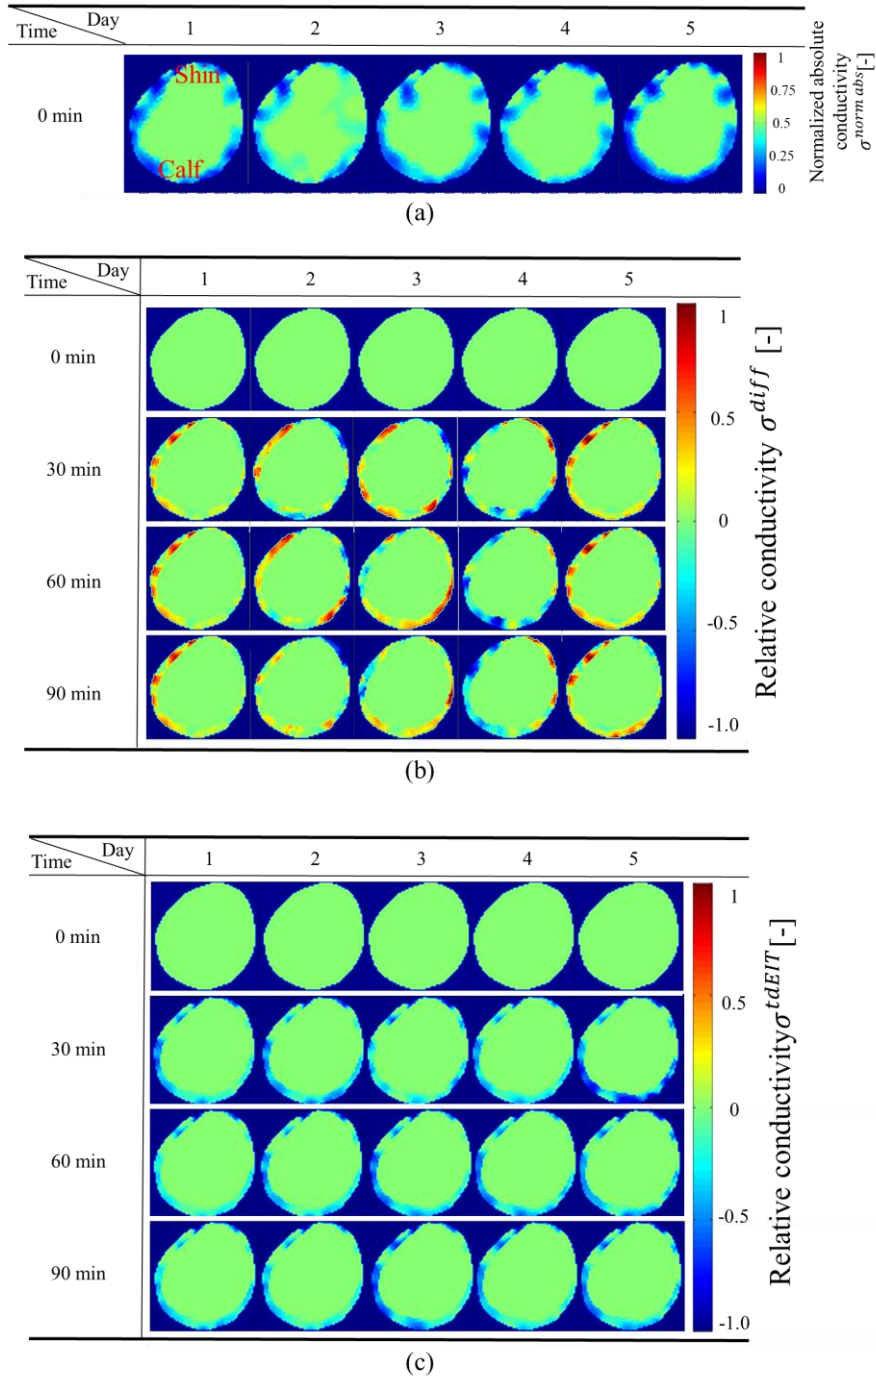 Day
Time
1 2 3 4 5
Shin
0 min
Calf
1
0.75
0.5
0.25
0
Normalized absolute
conductivity
σ^{norm abs}[-]
(a)
Day
Time
1 2 3 4 5
0 min
30 min
60 min
90 min
1
0.5
0
-0.5
-1.0
Relative conductivity σ^{diff} [-]
(b)
Day
Time
1 2 3 4 5
0 min
30 min
60 min
90 min
1
0.5
0
-0.5
-1.0
Relative conductivityσ^{tdEIT}[-]
(c)